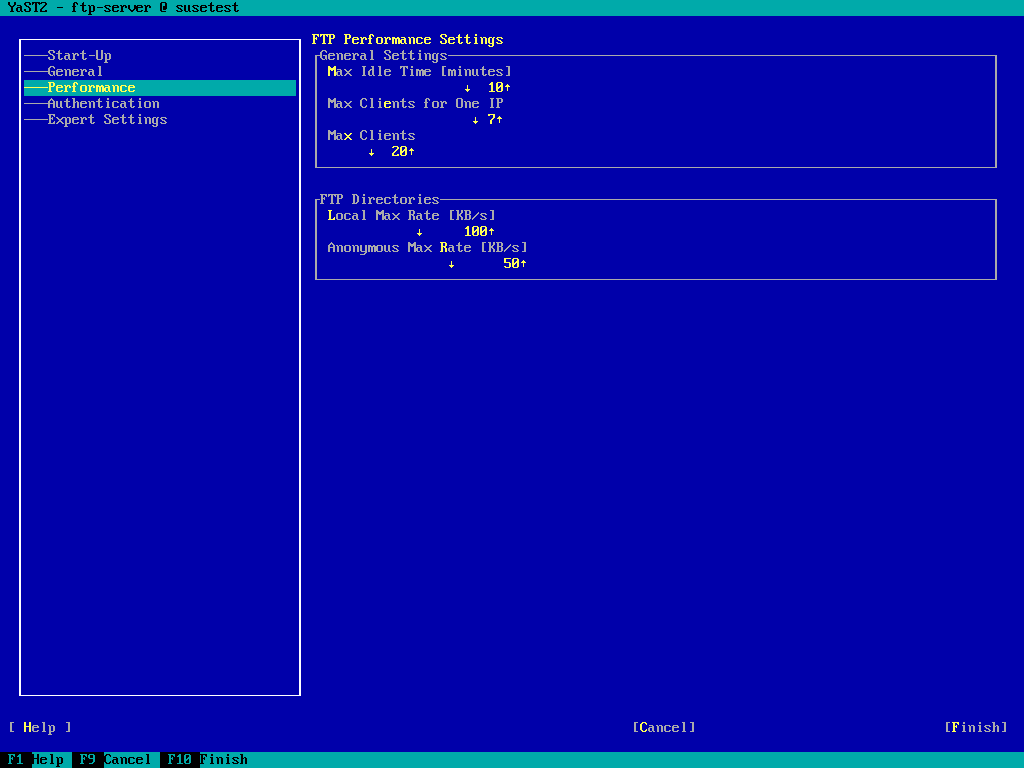 YaST2 - ftp-server @ susetest
───Start-Up
───General
───Performance
───Authentication
───Expert Settings
FTP Performance Settings
General Settings
Max Idle Time [minutes]
↓ 10↑
Max Clients for One IP
↓ 7↑
Max Clients
↓ 20↑
FTP Directories
Local Max Rate [KB/s]
↓ 100↑
Anonymous Max Rate [KB/s]
↓ 50↑
[ Help ] [Cancel] [Finish]
F1 Help F9 Cancel F10 Finish